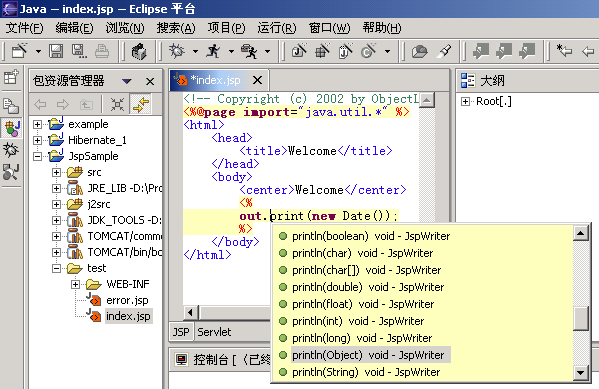 Java - index.jsp - Eclipse 平台
文件(F) 编辑(E) 浏览(N) 搜索(A) 项目(P) 运行(R) 窗口(W) 帮助(H)
包资源管理器
example
Hibernate_1
JspSample
src
JRE_LIB -D:\Pro
j2src
JDK_TOOLS -D:
TOMCAT/commo
TOMCAT/bin/bo
test
WEB-INF
error.jsp
index.jsp
*index.jsp
<!-- Copyright (c) 2002 by ObjectL
<%@page import="java.util.*" %>
<html>
<head>
<title>Welcome</title>
</head>
<body>
<center>Welcome</center>
<%
out.print(new Date());
%>
</body>
</html>
println(boolean) void - JspWriter
println(char) void - JspWriter
println(char[]) void - JspWriter
println(double) void - JspWriter
println(float) void - JspWriter
println(int) void - JspWriter
println(long) void - JspWriter
println(Object) void - JspWriter
println(String) void - JspWriter
JSP Servlet
控制台 [〈已终
大纲
Root[.]